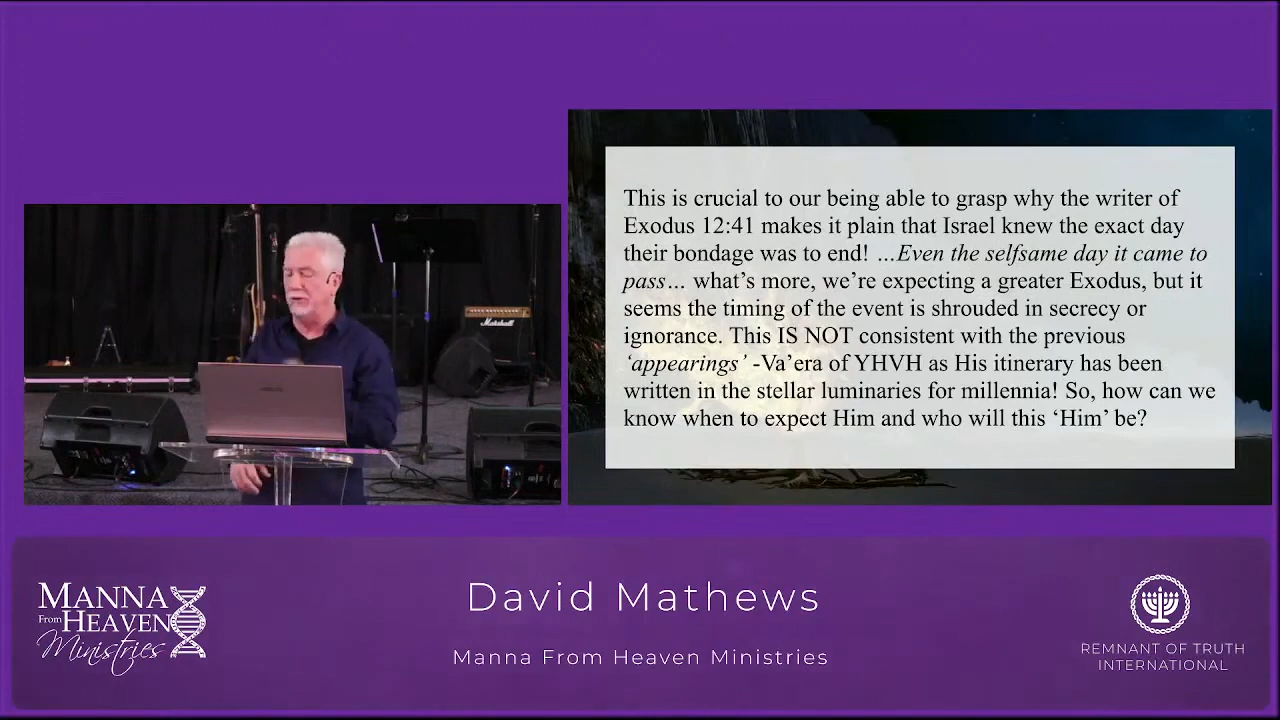 This is crucial to our being able to grasp why the writer of
Exodus 12:41 makes it plain that Israel knew the exact day
their bondage was to end! …Even the selfsame day it came to
pass… what’s more, we’re expecting a greater Exodus, but it
seems the timing of the event is shrouded in secrecy or
ignorance. This IS NOT consistent with the previous
‘appearings’ -Va’era of YHVH as His itinerary has been
written in the stellar luminaries for millennia! So, how can we
know when to expect Him and who will this ‘Him’ be?
Marshall
MANNA
From HEAVEN
Ministries
David Mathews
Manna From Heaven Ministries
REMNANT OF TRUTH
INTERNATIONAL